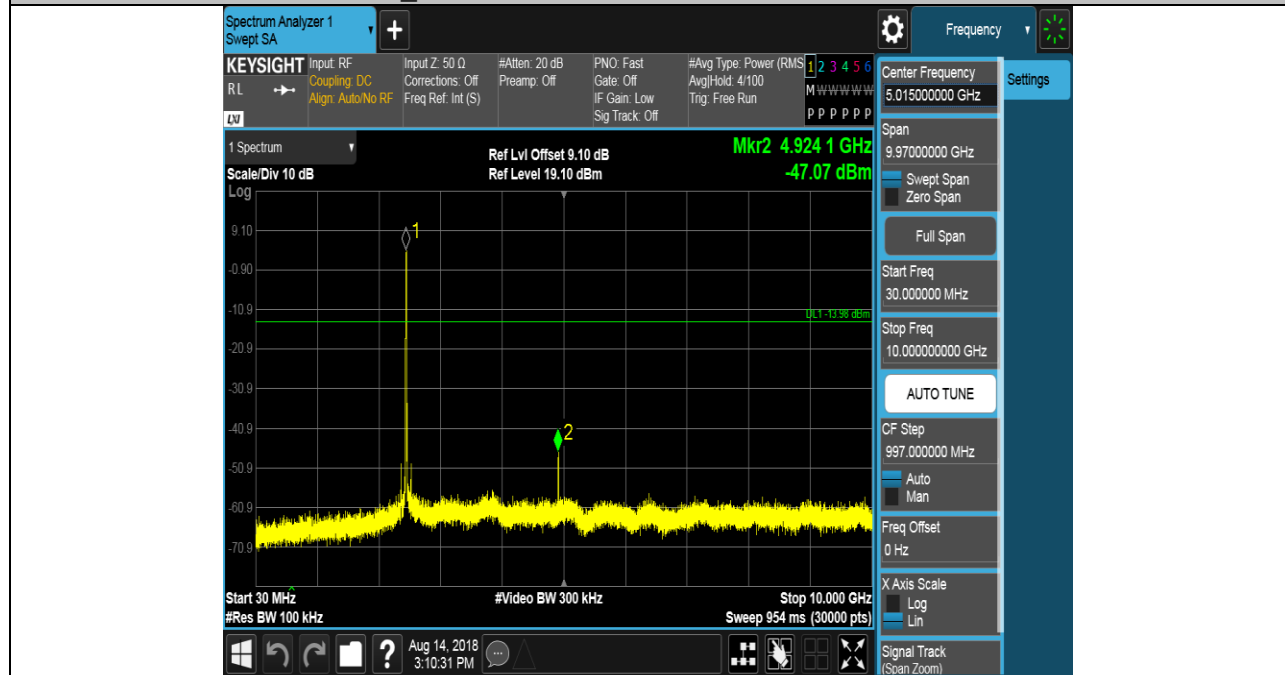 Spectrum Analyzer 1
Swept SA
+
Frequency
KEYSIGHT
RL
LXI
Input: RF
Coupling: DC
Align: Auto/No RF
Input Z: 50 Ω
Corrections: Off
Freq Ref: Int (S)
#Atten: 20 dB
Preamp: Off
PNO: Fast
Gate: Off
IF Gain: Low
Sig Track: Off
#Avg Type: Power (RMS
Avg|Hold: 4/100
Trig: Free Run
1 2 3 4 5 6
M W W W W W
P P P P P P
1 Spectrum
Scale/Div 10 dB
Ref Lvl Offset 9.10 dB
Ref Level 19.10 dBm
Mkr2 4.924 1 GHz
-47.07 dBm
Log
9.10
-0.90
-10.9
-20.9
-30.9
-40.9
-50.9
-60.9
-70.9
1
2
DL1 -13.98 dBm
Start 30 MHz
#Res BW 100 kHz
#Video BW 300 kHz
Stop 10.000 GHz
Sweep 954 ms (30000 pts)
?
Aug 14, 2018
3:10:31 PM
Center Frequency
5.015000000 GHz
Span
9.97000000 GHz
Swept Span
Zero Span
Full Span
Start Freq
30.000000 MHz
Stop Freq
10.000000000 GHz
AUTO TUNE
CF Step
997.000000 MHz
Auto
Man
Freq Offset
0 Hz
X Axis Scale
Log
Lin
Signal Track
(Span Zoom)
Settings